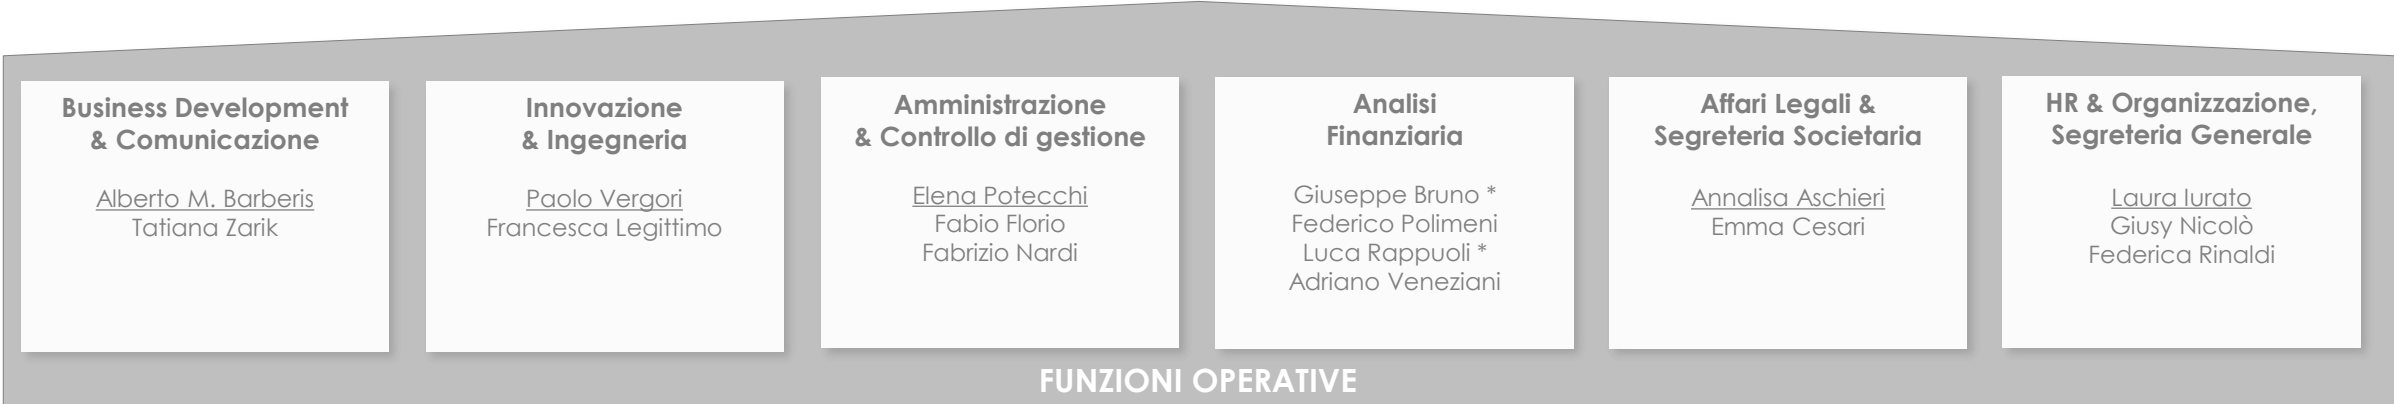 Business Development
& Comunicazione
Alberto M. Barberis
Tatiana Zarik
Innovazione
& Ingegneria
Paolo Vergori
Francesca Legittimo
Amministrazione
& Controllo di gestione
Elena Potecchi
Fabio Florio
Fabrizio Nardi
Analisi
Finanziaria
Giuseppe Bruno *
Federico Polimeni
Luca Rappuoli *
Adriano Veneziani
Affari Legali &
Segreteria Societaria
Annalisa Aschieri
Emma Cesari
HR & Organizzazione,
Segreteria Generale
Laura Iurato
Giusy Nicolò
Federica Rinaldi
FUNZIONI OPERATIVE